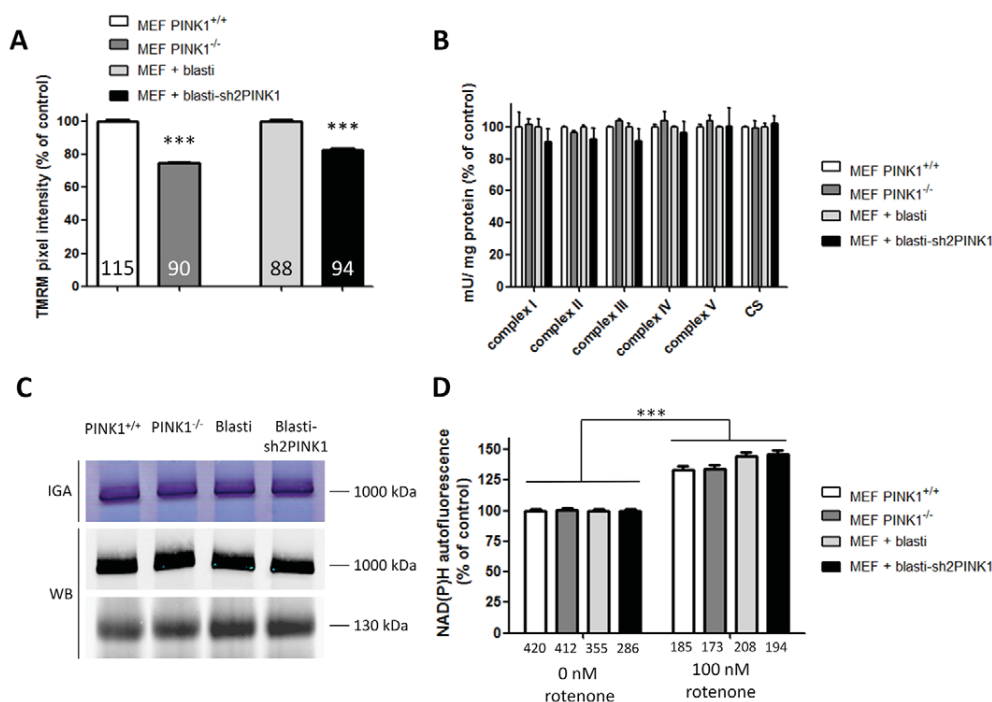 A
MEF PINK1+/+
MEF PINK1-/-
MEF + blasti
MEF + blasti-sh2PINK1
TMRM pixel intensity (% of control)
100
80
60
40
20
0
***
***
115
90
88
94
B
mU/ mg protein (% of control)
150
100
50
0
complex I
complex II
complex III
complex IV
complex V
CS
MEF PINK1+/+
MEF PINK1-/-
MEF + blasti
MEF + blasti-sh2PINK1
C
PINK1+/+
PINK1-/-
Blasti
Blasti-
sh2PINK1
IGA
1000 kDa
WB
1000 kDa
130 kDa
D
NAD(P)H autofluorescence
(% of control)
150
125
100
75
50
25
0
***
420 412 355 286
185 173 208 194
0 nM
rotenone
100 nM
rotenone
MEF PINK1+/+
MEF PINK1-/-
MEF + blasti
MEF + blasti-sh2PINK1